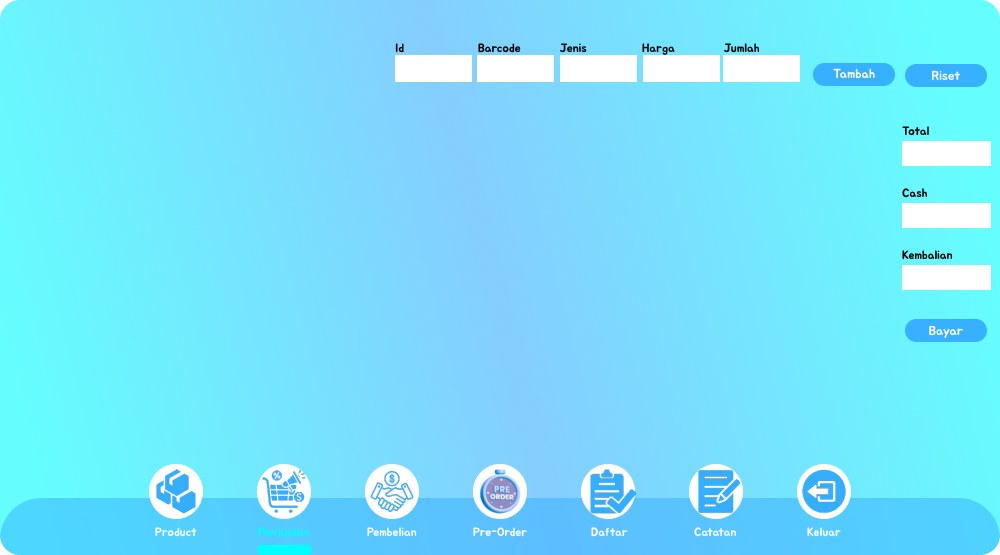 Id Barcode Jenis Harga Jumlah
Tambah Riset
Total
Cash
Kembalian
Bayar
PRE
ORDER
Product Penjualan Pembelian Pre-Order Daftar Catatan Keluar